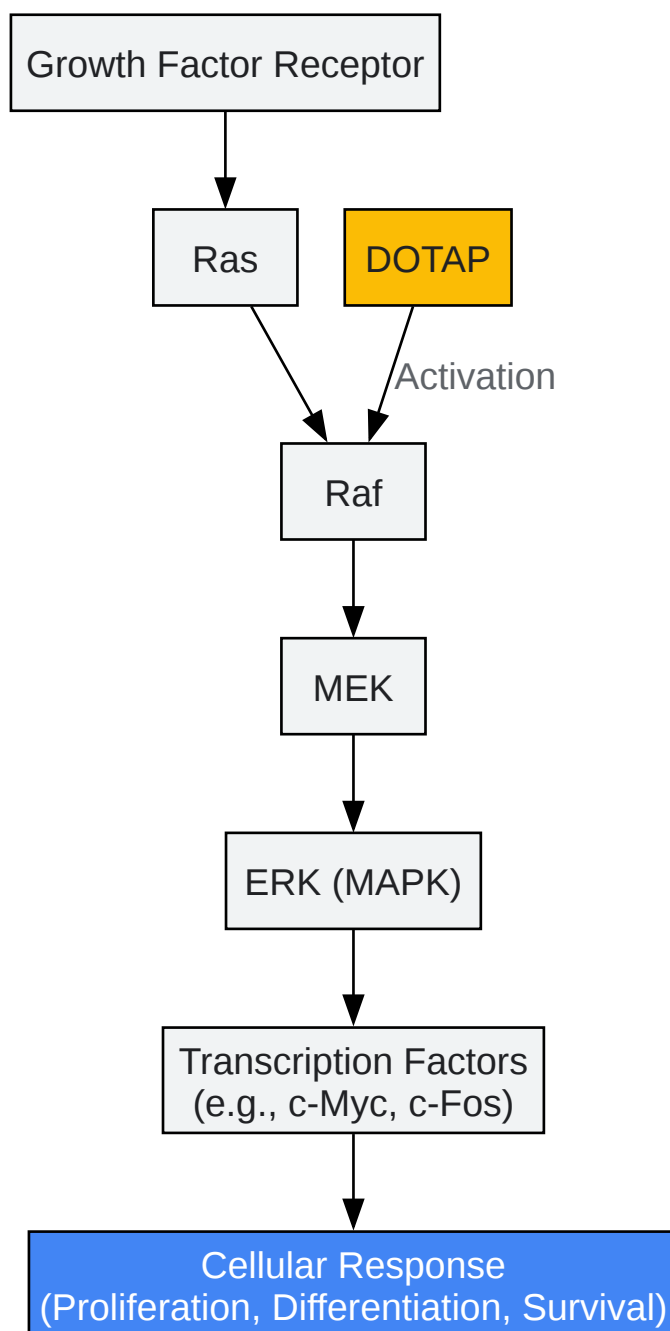 Growth Factor Receptor
Ras
DOTAP
Activation
Raf
MEK
ERK (MAPK)
Transcription Factors
(e.g., c-Myc, c-Fos)
Cellular Response
(Proliferation, Differentiation, Survival)